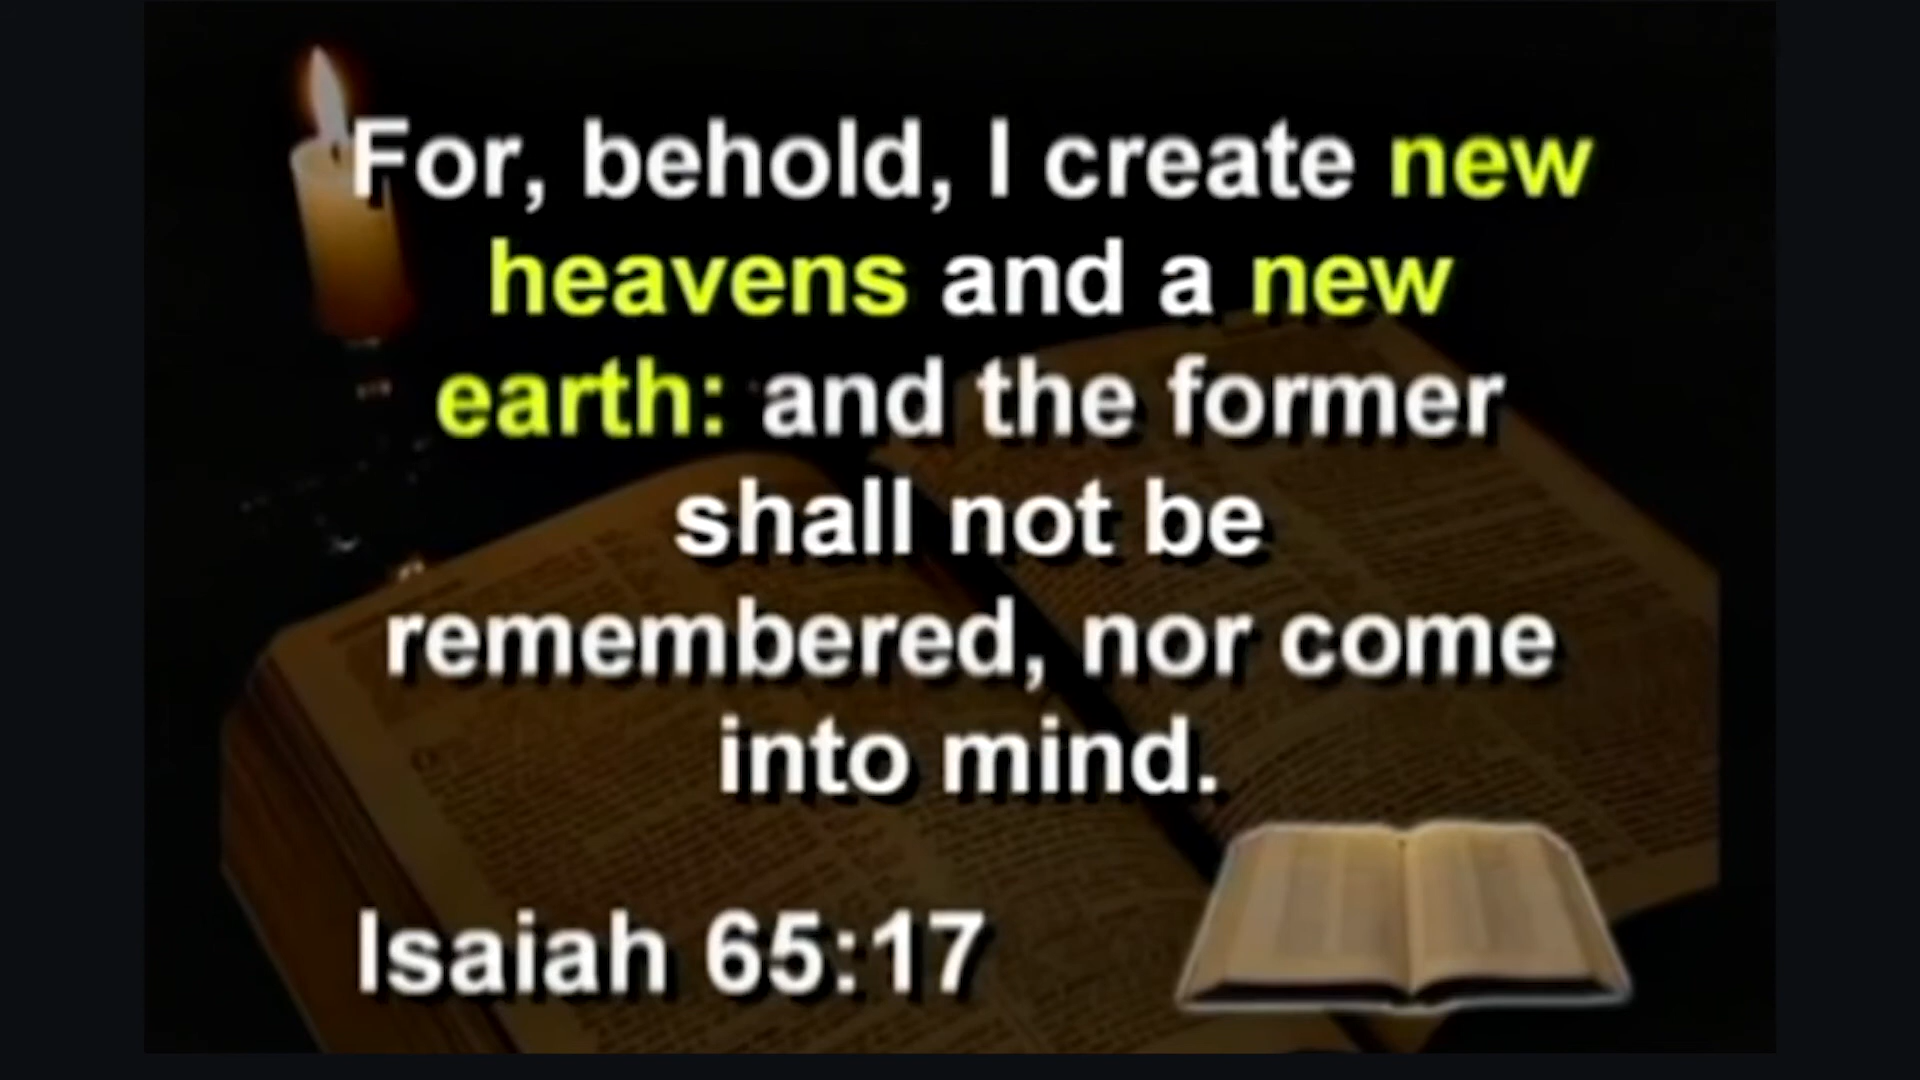 For, behold, I create new
heavens and a new
earth: and the former
shall not be
remembered, nor come
into mind.
Isaiah 65:17